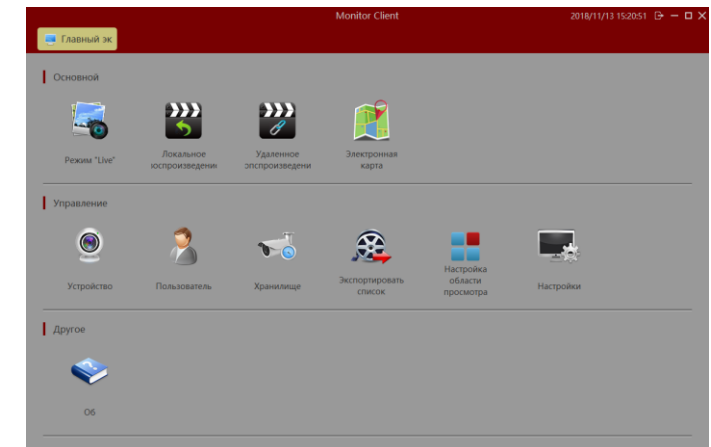 Monitor Client
2018/11/13 15:20:51
Главный эк
Основной
Режим "Live"
Локальное
оспроизведени
Удаленное
опспроизведени
Электронная
карта
Управление
Устройство
Пользователь
Хранилище
Экспортировать
список
Настройка
области
просмотра
Настройки
Другое
Об